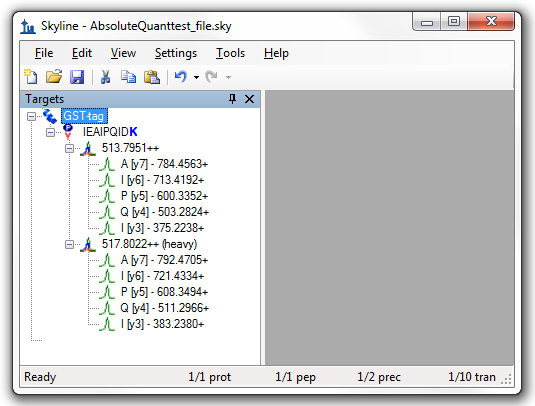 Skyline - AbsoluteQuanttest_file.sky
File Edit View Settings Tools Help
Targets
GST-tag
IEAIPQIDK
513.7951++
A [y7] - 784.4563+
I [y6] - 713.4192+
P [y5] - 600.3352+
Q [y4] - 503.2824+
I [y3] - 375.2238+
517.8022++ (heavy)
A [y7] - 792.4705+
I [y6] - 721.4334+
P [y5] - 608.3494+
Q [y4] - 511.2966+
I [y3] - 383.2380+
Ready 1/1 prot 1/1 pep 1/2 prec 1/10 tran